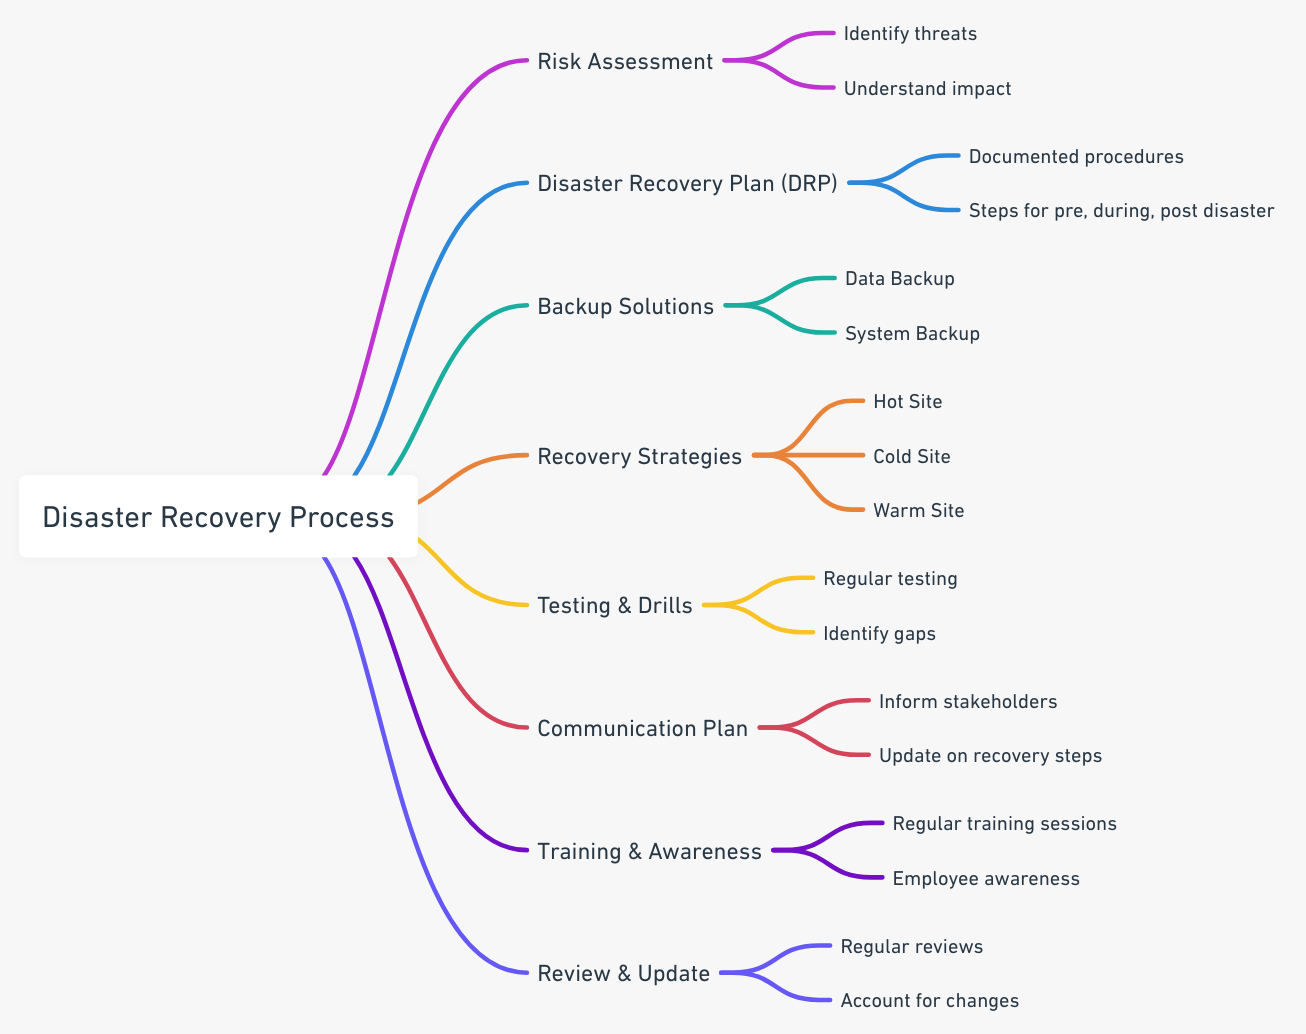 Disaster Recovery Process
Risk Assessment
Identify threats
Understand impact
Disaster Recovery Plan (DRP)
Documented procedures
Steps for pre, during, post disaster
Backup Solutions
Data Backup
System Backup
Recovery Strategies
Hot Site
Cold Site
Warm Site
Testing & Drills
Regular testing
Identify gaps
Communication Plan
Inform stakeholders
Update on recovery steps
Training & Awareness
Regular training sessions
Employee awareness
Review & Update
Regular reviews
Account for changes